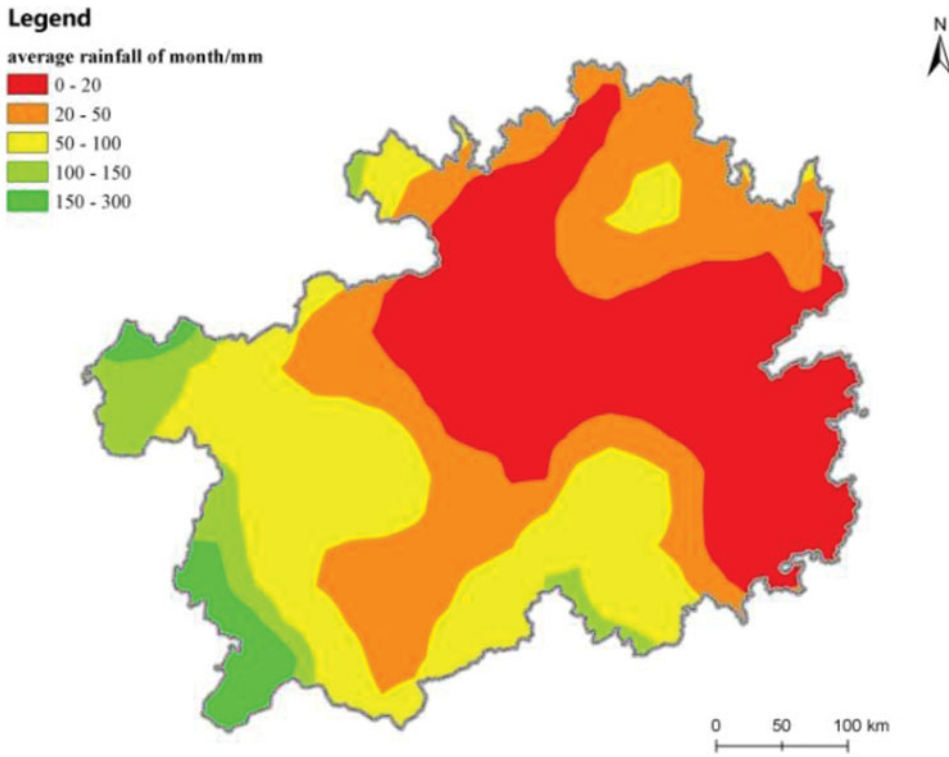 Legend
average rainfall of month/mm
0 - 20
20 - 50
50 - 100
100 - 150
150 - 300
N
0 50 100 km